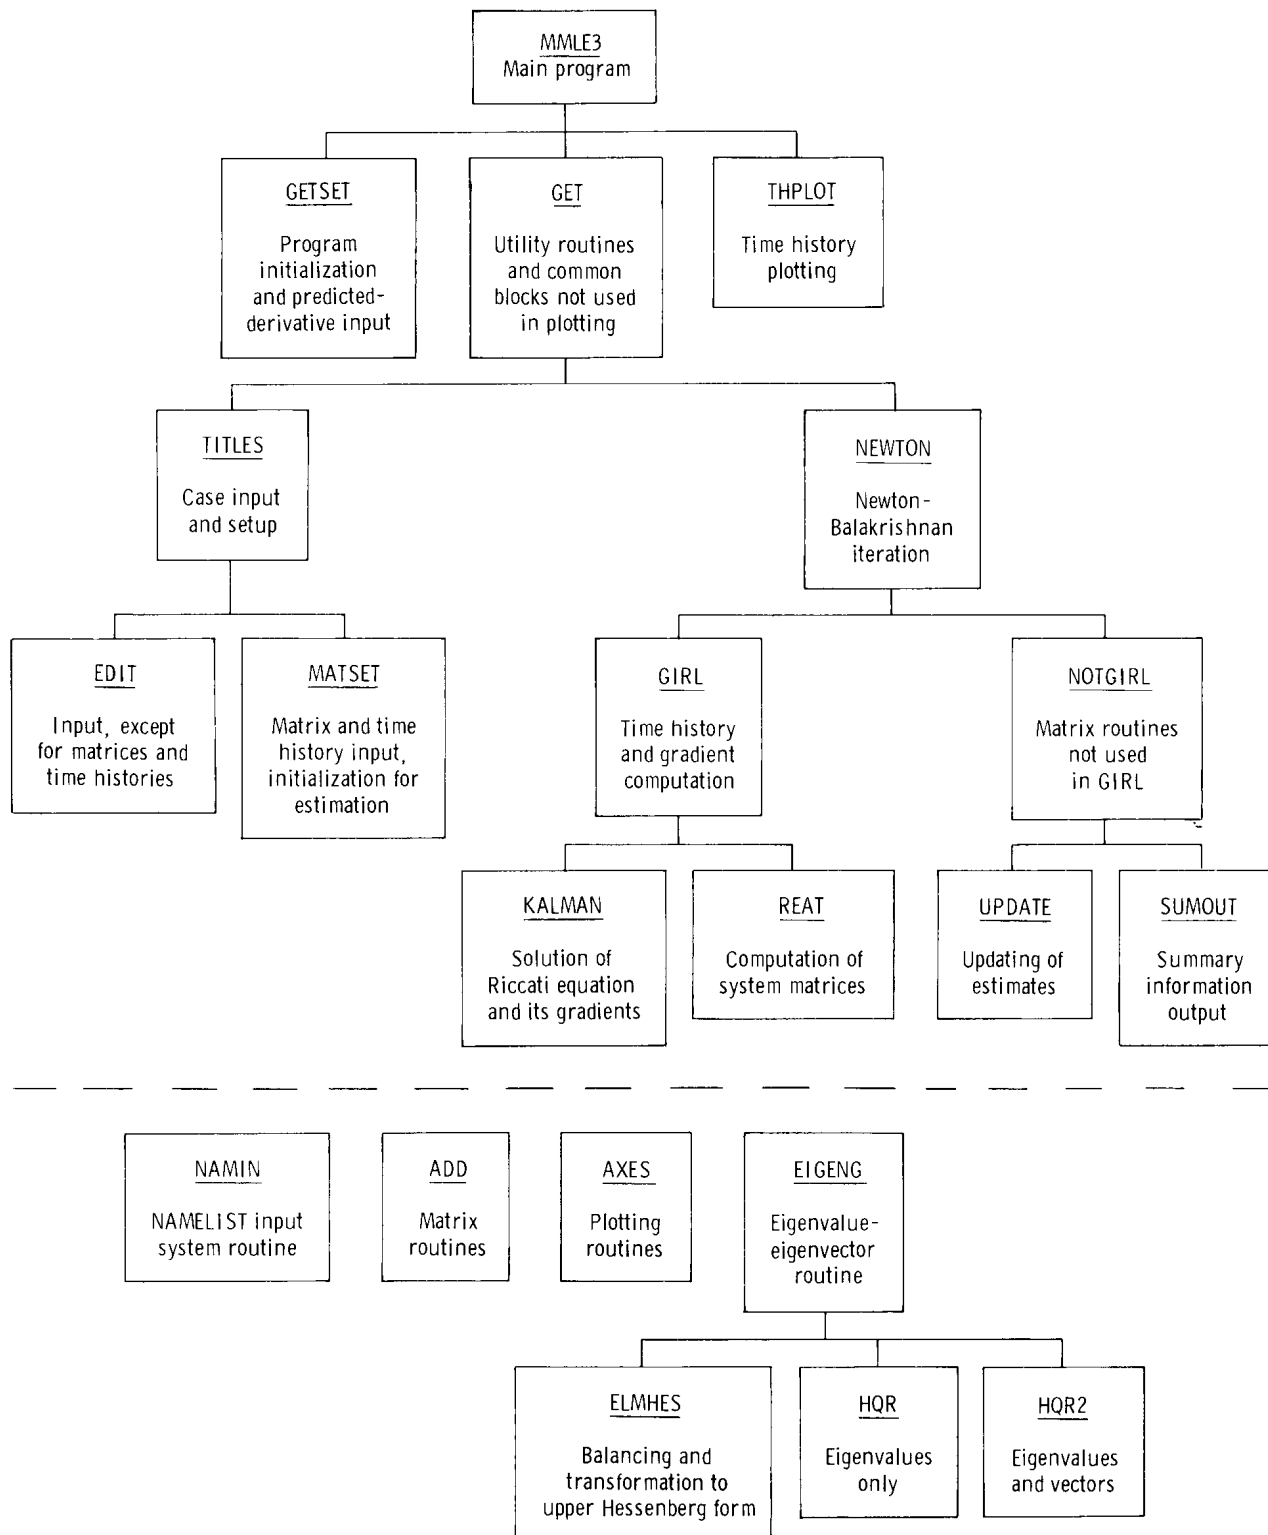 MMLE3
Main program
GETSET
Program
initialization
and predicted-
derivative input
GET
Utility routines
and common
blocks not used
in plotting
THPLOT
Time history
plotting
TITLES
Case input
and setup
NEWTON
Newton-
Balakrishnan
iteration
EDIT
Input, except
for matrices and
time histories
MATSET
Matrix and time
history input,
initialization for
estimation
GIRL
Time history
and gradient
computation
NOTGIRL
Matrix routines
not used
in GIRL
KALMAN
Solution of
Riccati equation
and its gradients
REAT
Computation of
system matrices
UPDATE
Updating of
estimates
SUMOUT
Summary
information
output
NAMIN
NAMELIST input
system routine
ADD
Matrix
routines
AXES
Plotting
routines
EIGENG
Eigenvalue-
eigenvector
routine
ELMHES
Balancing and
transformation to
upper Hessenberg form
HQR
Eigenvalues
only
HQR2
Eigenvalues
and vectors